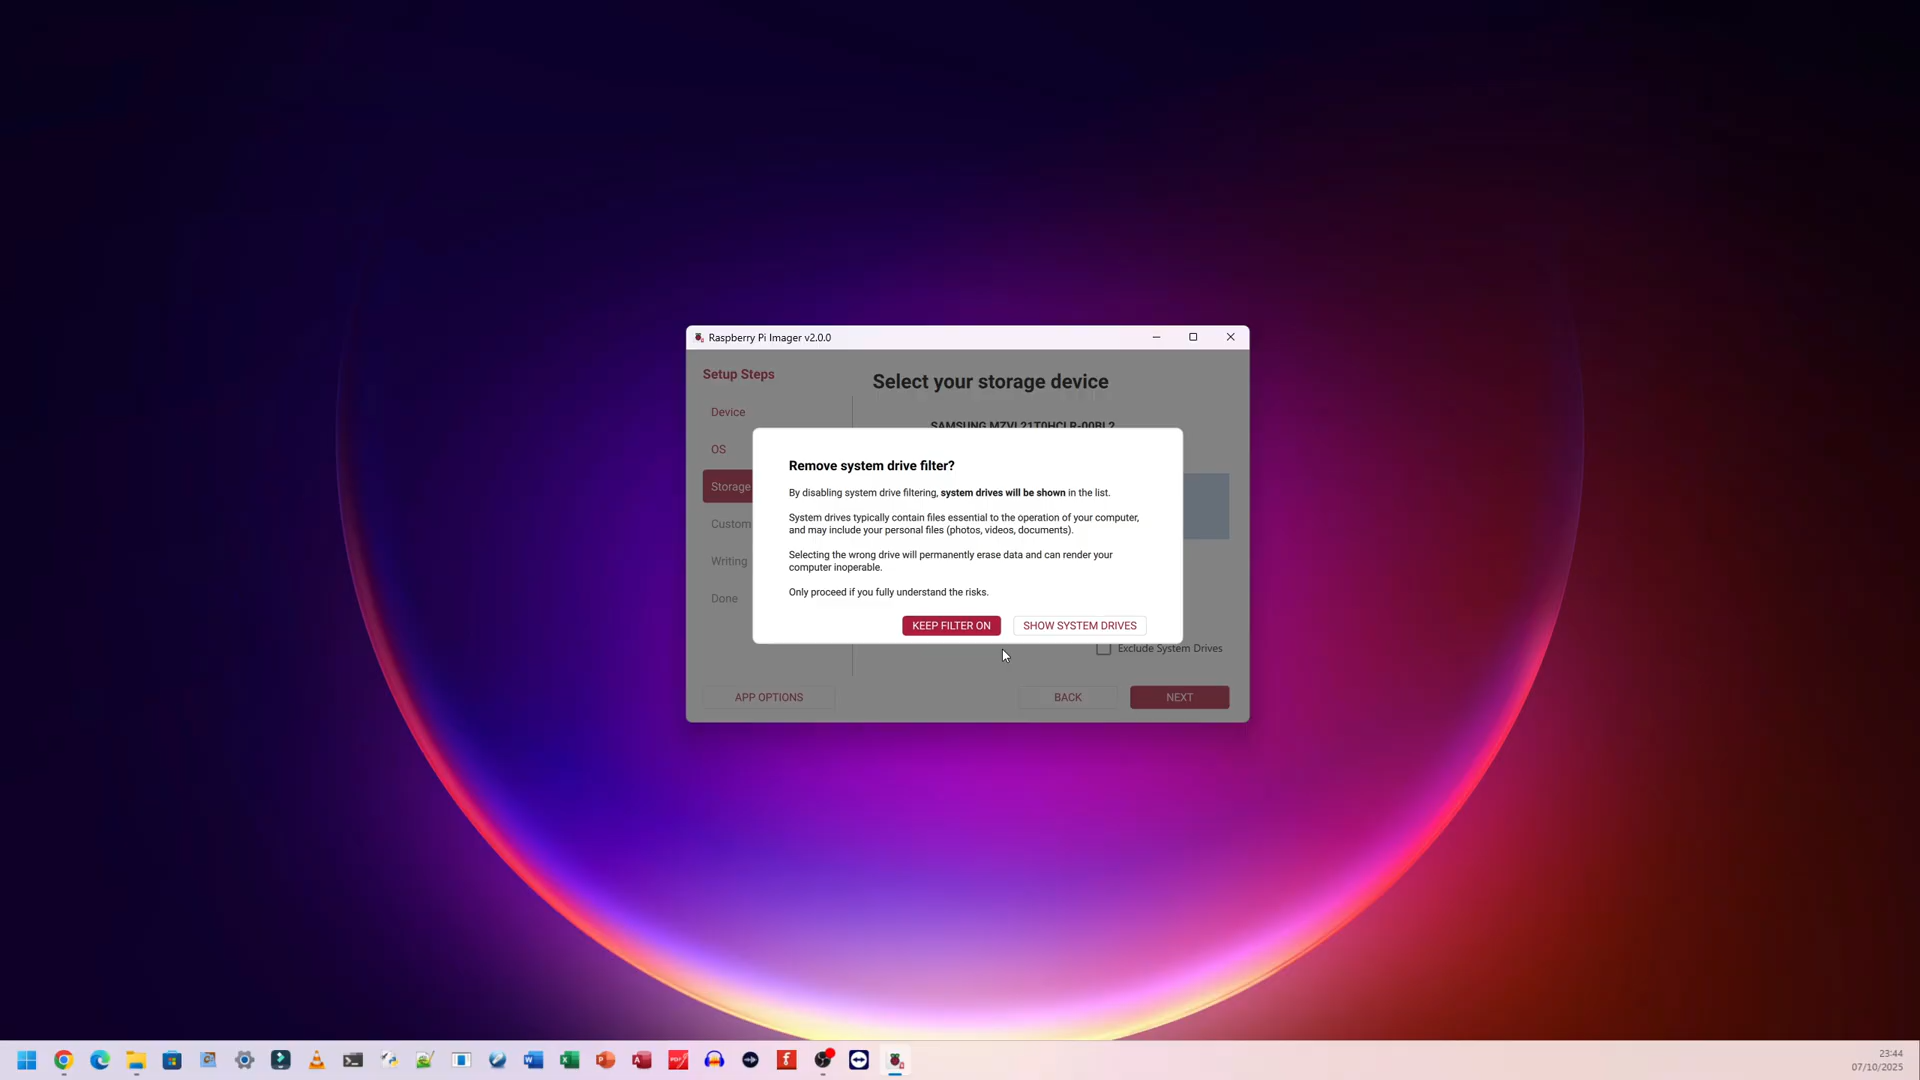 Raspberry Pi Imager v2.0.0
Setup Steps
Device
OS
Storage
Custom
Writing
Done
APP OPTIONS
Select your storage device
SAMSUNG MZVL21T0HCLR-00BL2
Remove system drive filter?
By disabling system drive filtering, system drives will be shown in the list.
System drives typically contain files essential to the operation of your computer,
and may include your personal files (photos, videos, documents).
Selecting the wrong drive will permanently erase data and can render your
computer inoperable.
Only proceed if you fully understand the risks.
KEEP FILTER ON
SHOW SYSTEM DRIVES
Exclude System Drives
BACK
NEXT
23:44
07/10/2025